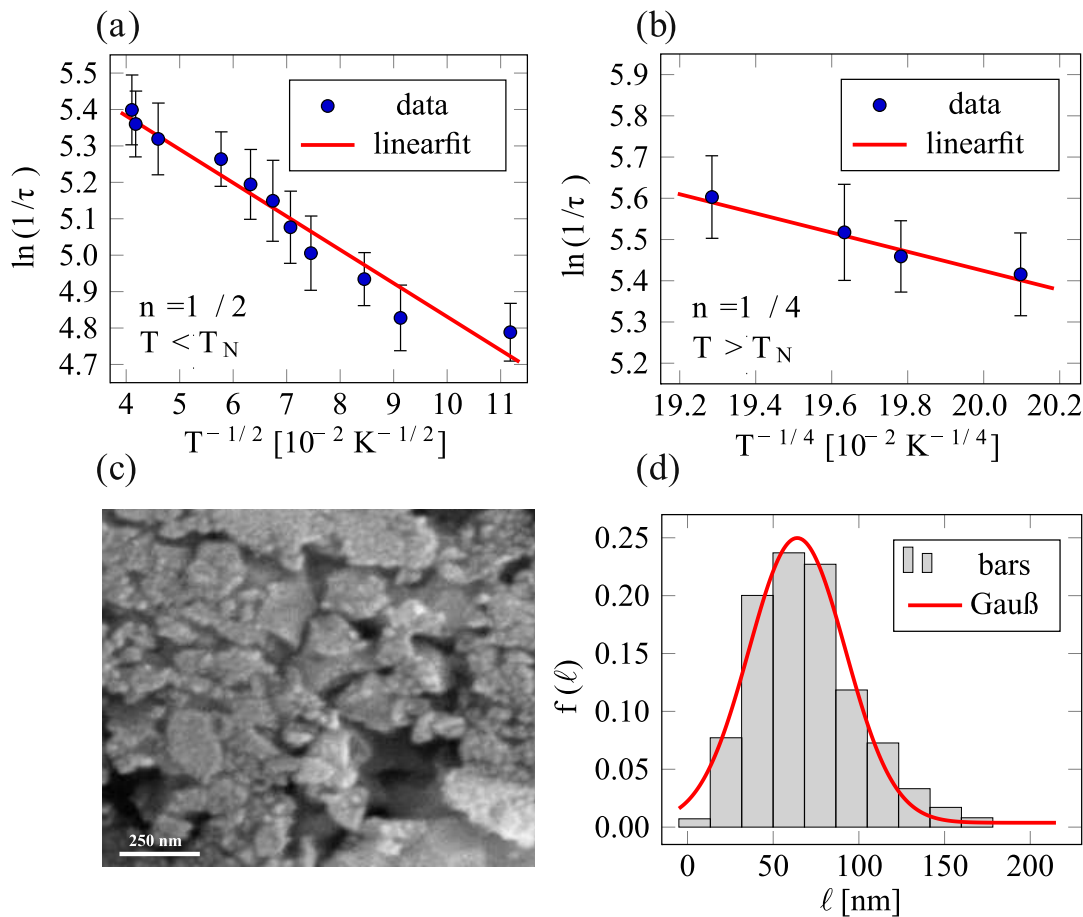 (a)
ln (1/τ )
5.5
5.4
5.3
5.2
5.1
5.0
4.9
4.8
4.7
data
linearfit
n =1 / 2
T < T_N
4 5 6 7 8 9 10 11
T⁻¹/² [10⁻² K⁻¹/²]
(b)
ln (1/τ )
5.9
5.8
5.7
5.6
5.5
5.4
5.3
5.2
data
linearfit
n =1 / 4
T > T_N
19.2 19.4 19.6 19.8 20.0 20.2
T⁻¹/⁴ [10⁻² K⁻¹/⁴]
(c)
250 nm
(d)
f (ℓ)
0.25
0.20
0.15
0.10
0.05
0.00
bars
Gauß
0 50 100 150 200
ℓ [nm]